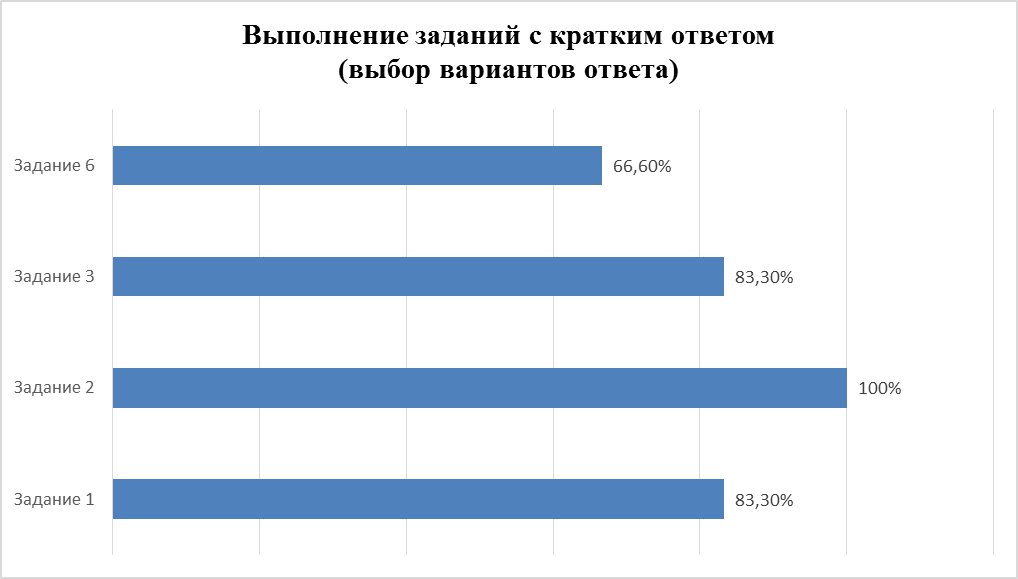 Выполнение заданий с кратким ответом
(выбор вариантов ответа)
Задание 6
66,60%
Задание 3
83,30%
Задание 2
100%
Задание 1
83,30%